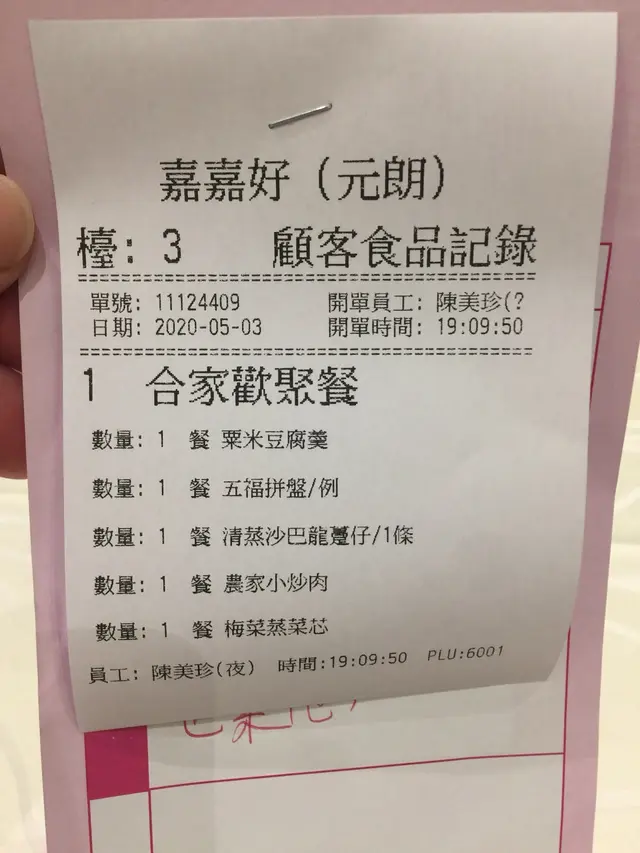 嘉嘉好(元朗)
檯: 3 顧客食品記錄
單號: 11124409 開單員工: 陳美珍(?
日期: 2020-05-03 開單時間: 19:09:50
1 合家歡聚餐
數量: 1 餐 粟米豆腐羹
數量: 1 餐 五福拼盤/例
數量: 1 餐 清蒸沙巴龍躉仔/1條
數量: 1 餐 農家小炒肉
數量: 1 餐 梅菜蒸菜芯
員工: 陳美珍(夜) 時間:19:09:50 PLU:6001